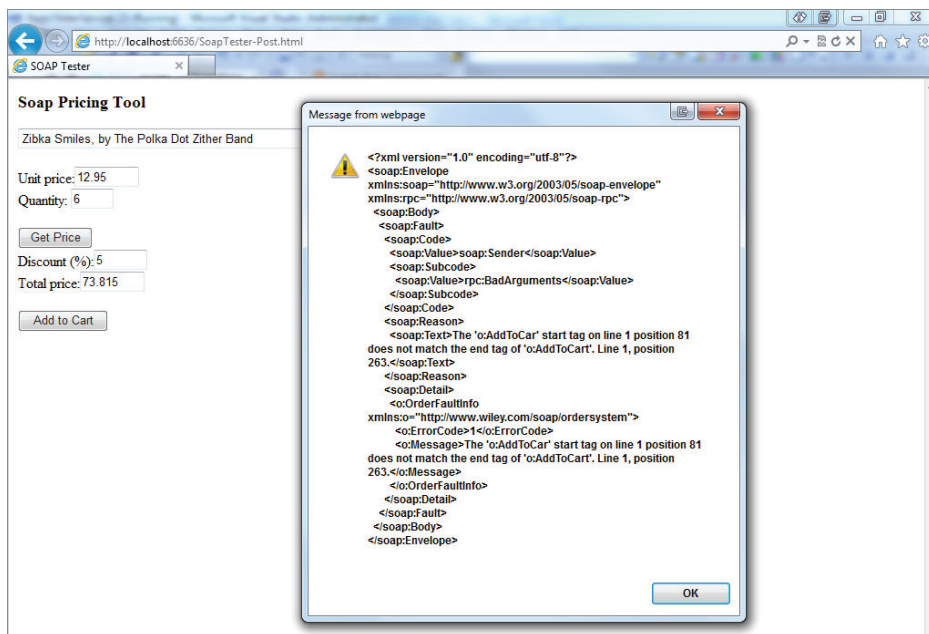 http://localhost:6636/SoapTester-Post.html
SOAP Tester
Soap Pricing Tool
Zibka Smiles, by The Polka Dot Zither Band
Unit price: 12.95
Quantity: 6
Get Price
Discount (%): 5
Total price: 73.815
Add to Cart
Message from webpage
<?xml version="1.0" encoding="utf-8"?>
<soap:Envelope
xmlns:soap="http://www.w3.org/2003/05/soap-envelope"
xmlns:rpc="http://www.w3.org/2003/05/soap-rpc">
<soap:Body>
<soap:Fault>
<soap:Code>
<soap:Value>soap:Sender</soap:Value>
<soap:Subcode>
<soap:Value>rpc:BadArguments</soap:Value>
</soap:Subcode>
</soap:Code>
<soap:Reason>
<soap:Text>The 'o:AddToCar' start tag on line 1 position 81
does not match the end tag of 'o:AddToCart'. Line 1, position
263.</soap:Text>
</soap:Reason>
<soap:Detail>
<o:OrderFaultInfo
xmlns:o="http://www.wiley.com/soap/ordersystem">
<o:ErrorCode>1</o:ErrorCode>
<o:Message>The 'o:AddToCar' start tag on line 1 position 81
does not match the end tag of 'o:AddToCart'. Line 1, position
263.</o:Message>
</o:OrderFaultInfo>
</soap:Detail>
</soap:Fault>
</soap:Body>
</soap:Envelope>
OK